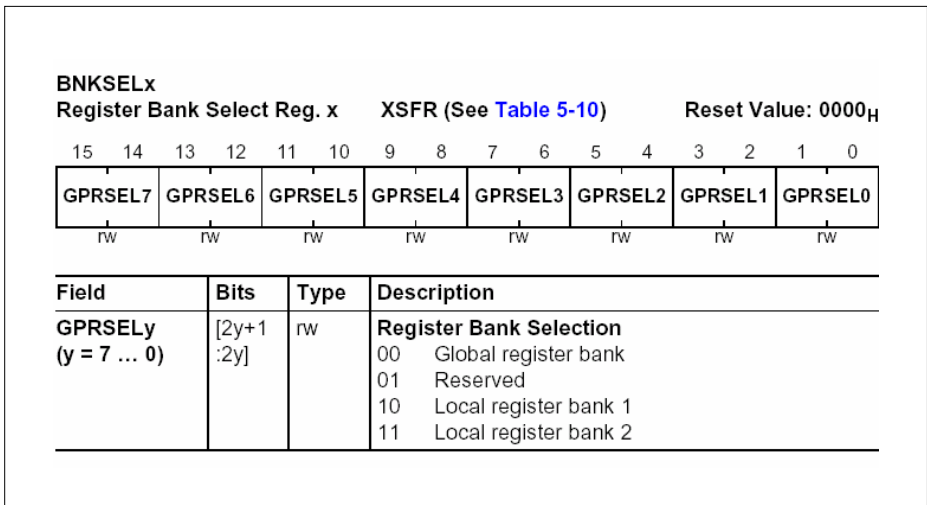 BNKSELx
Register Bank Select Reg. x XSFR (See Table 5-10) Reset Value: 0000H
15 14 13 12 11 10 9 8 7 6 5 4 3 2 1 0
GPRSEL7 GPRSEL6 GPRSEL5 GPRSEL4 GPRSEL3 GPRSEL2 GPRSEL1 GPRSEL0
rw rw rw rw rw rw rw rw
Field Bits Type Description
GPRSELy [2y+1 rw Register Bank Selection
(y = 7 … 0) :2y] 00 Global register bank
01 Reserved
10 Local register bank 1
11 Local register bank 2